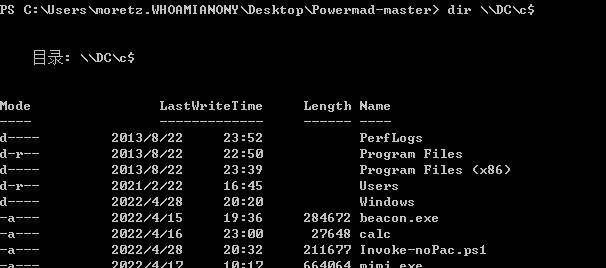 PS C:\Users\moretz.WHOAMIANONY\Desktop\Powermad-master> dir \\DC\c$
目录: \\DC\c$
Mode LastWriteTime Length Name
---- ------------- ------ ----
d---- 2013/8/22 23:52 PerfLogs
d-r-- 2013/8/22 22:50 Program Files
d---- 2013/8/22 23:39 Program Files (x86)
d-r-- 2021/2/22 16:45 Users
d---- 2022/4/28 20:20 Windows
-a--- 2022/4/15 19:36 284672 beacon.exe
-a--- 2022/4/16 23:00 27648 calc
-a--- 2022/4/28 20:32 211677 Invoke-noPac.ps1
-a--- 2022/4/17 10:17 664064 mimi.exe